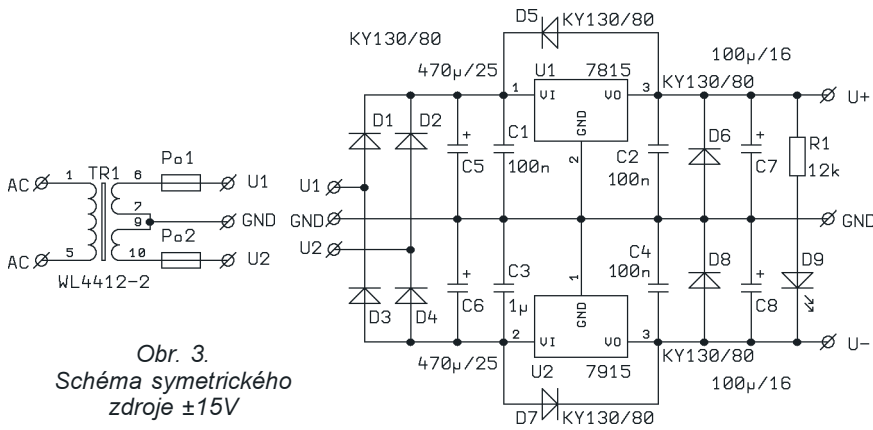 D5
KY130/80
KY130/80
470µ/25
U1
7815
100µ/16
1
VI
VO
3
KY130/80
U+
GND
D1
D2
+
C5
C1
100n
2
C2
100n
D6
+
C7
R1
12k
TR1
Po1
AC
1
6
U1
7
9
GND
Po2
AC
5
10
U2
WL4412-2
U1
GND
U2
GND
C4
100n
+
C6
C3
1µ
1
GND
D8
+
C8
D9
D3
D4
2
VI
VO
3
U-
470µ/25
U2
7915
KY130/80
100µ/16
D7
KY130/80
Obr. 3.
Schéma symetrického
zdroje ±15V